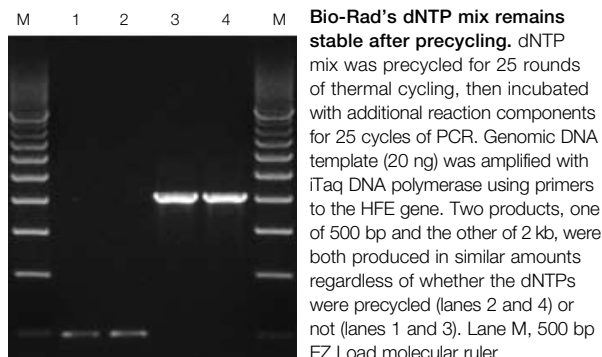 M 1 2 3 4 M
Bio-Rad's dNTP mix remains
stable after precycling. dNTP
mix was precycled for 25 rounds
of thermal cycling, then incubated
with additional reaction components
for 25 cycles of PCR. Genomic DNA
template (20 ng) was amplified with
iTaq DNA polymerase using primers
to the HFE gene. Two products, one
of 500 bp and the other of 2 kb, were
both produced in similar amounts
regardless of whether the dNTPs
were precycled (lanes 2 and 4) or
not (lanes 1 and 3). Lane M, 500 bp
EZ Load molecular ruler